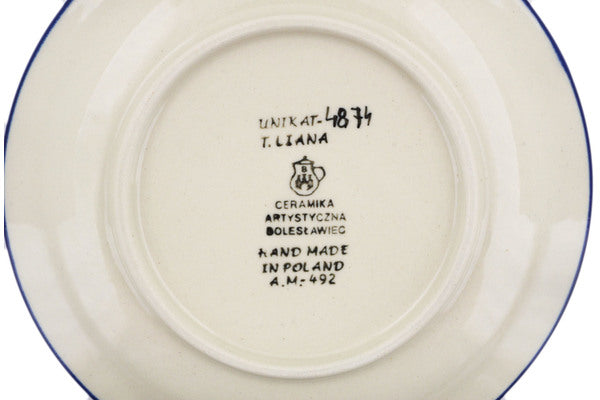 UNIKAT-4874
T. LIANA
B
CERAMIKA
ARTYSTYCZNA
BOLESŁAWIEC
HAND MADE
IN POLAND
A.M.-492